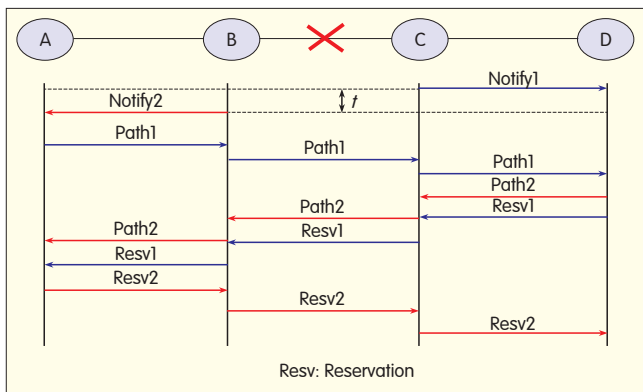 A B C D
Notify1
t
Notify2
Path1
Path1
Path1
Path2
Path2
Resv1
Path2
Resv1
Resv1
Resv2
Resv2
Resv2
Resv: Reservation